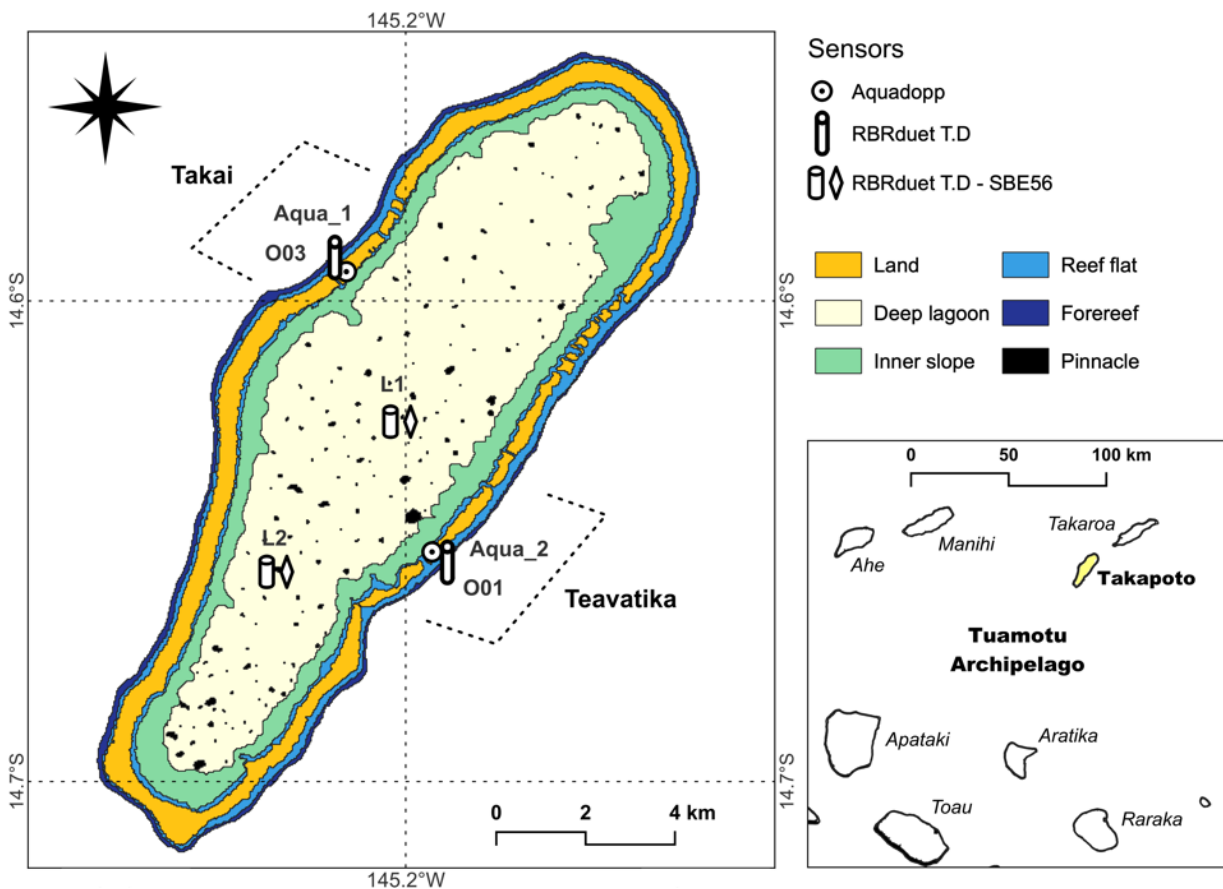 145.2°W
Takai
Aqua_1
O03
14.6°S
14.6°S
L1
L2
Aqua_2
O01
Teavatika
14.7°S
14.7°S
0 2 4 km
145.2°W
Sensors
Aquadopp
RBRduet T.D
RBRduet T.D - SBE56
Land
Reef flat
Deep lagoon
Forereef
Inner slope
Pinnacle
0 50 100 km
Ahe
Manihi
Takaroa
Takapoto
Tuamotu
Archipelago
Apataki
Aratika
Toau
Raraka